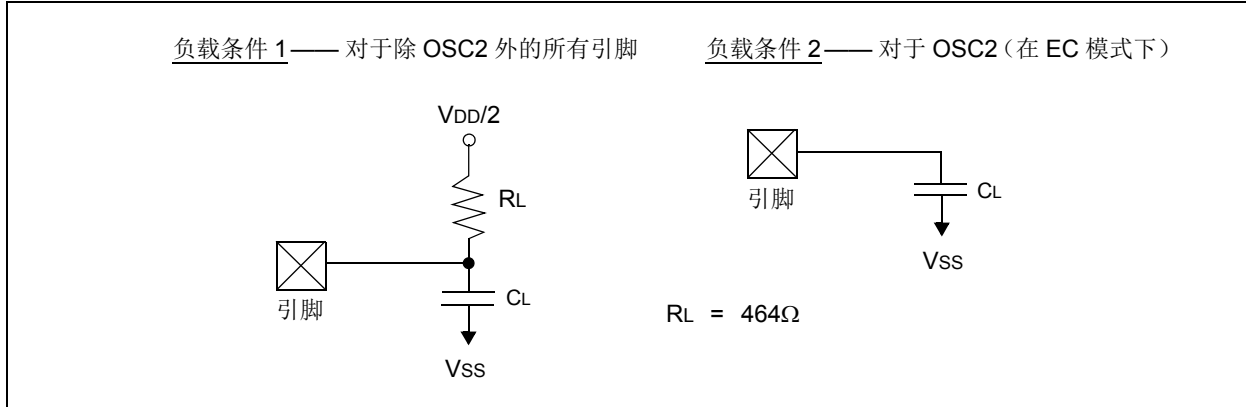 负载条件 1—— 对于除 OSC2 外的所有引脚
负载条件 2—— 对于 OSC2（在 EC 模式下）
VDD/2
RL
引脚
CL
VSS
引脚
CL
VSS
RL = 464Ω